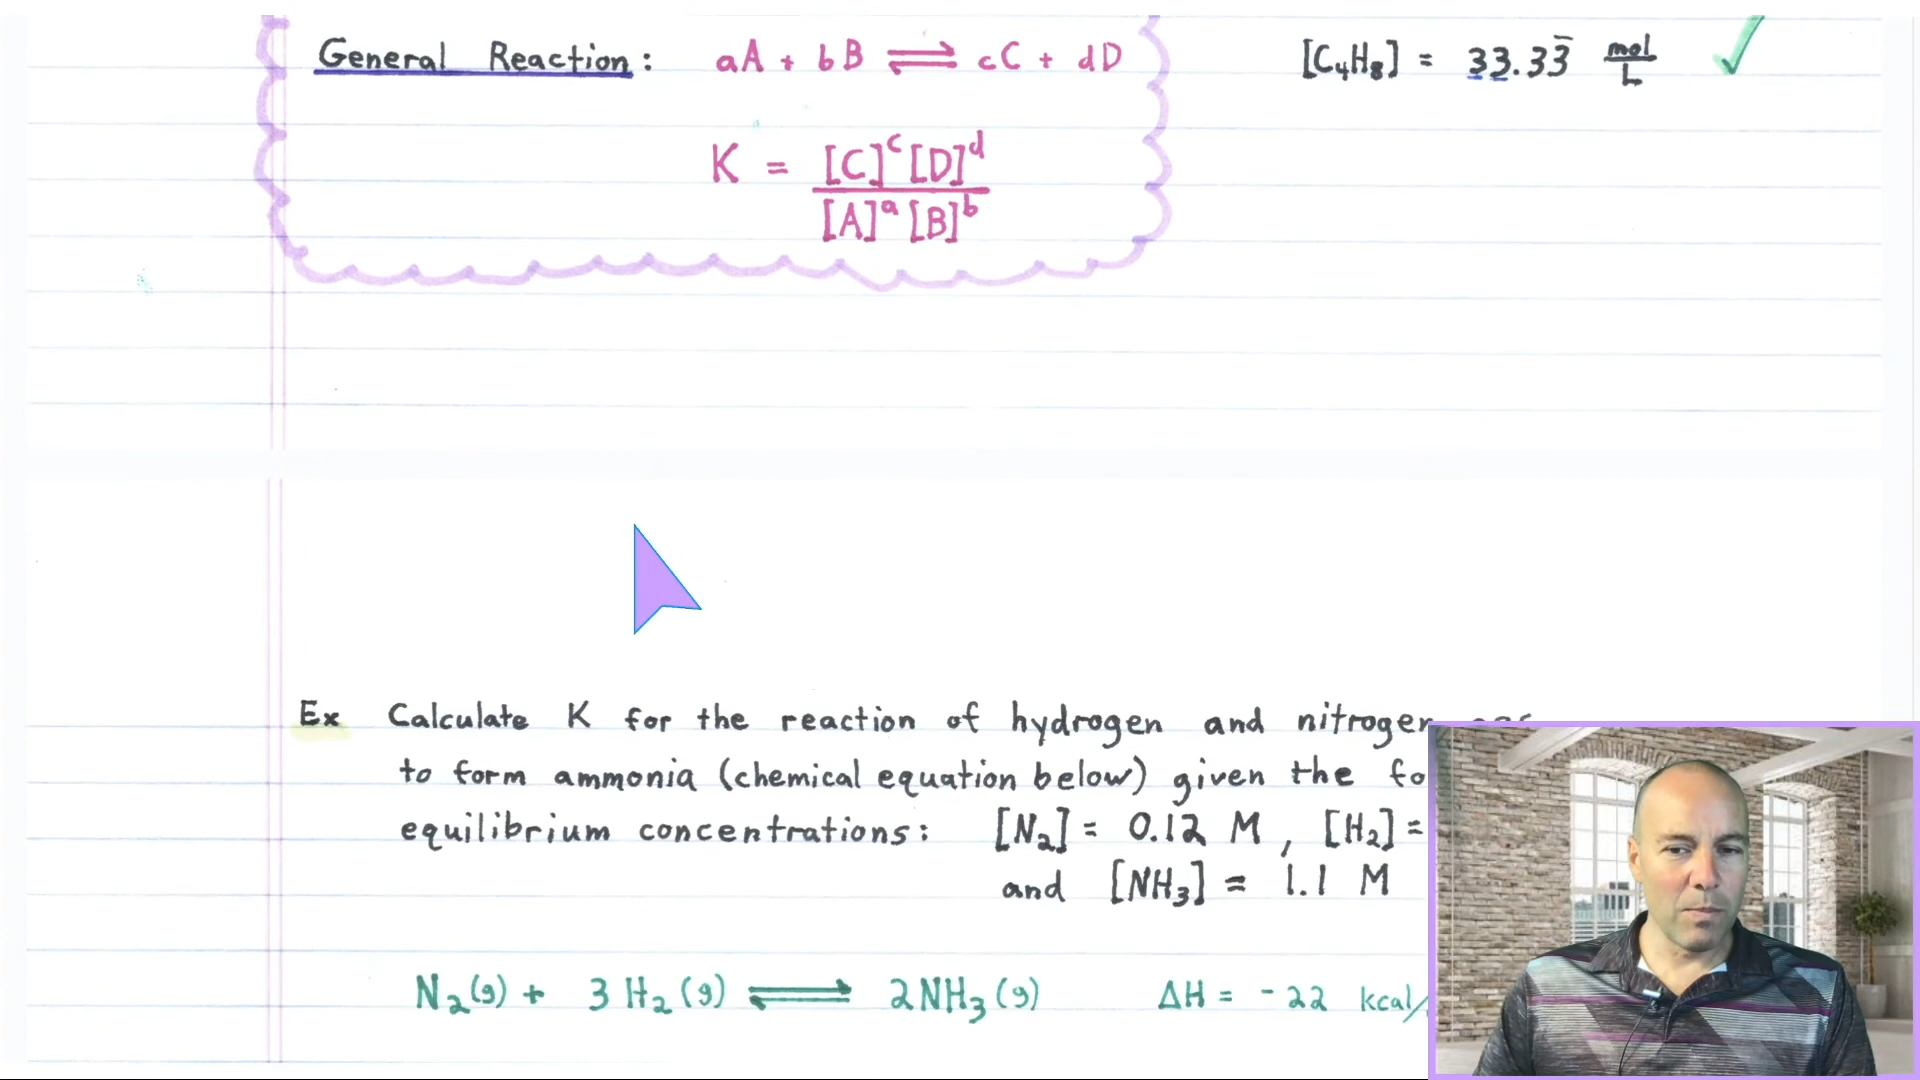 General Reaction: aA + bB ⇌ cC + dD
[C₄H₈] = 33.33̅ mol/L
K = [C]ᶜ[D]ᵈ / [A]ᵃ[B]ᵇ
Ex Calculate K for the reaction of hydrogen and nitrogen
to form ammonia (chemical equation below) given the fo
equilibrium concentrations: [N₂] = 0.12 M, [H₂] =
and [NH₃] = 1.1 M
N₂(g) + 3H₂(g) ⇌ 2NH₃(g) ΔH = -22 kcal/